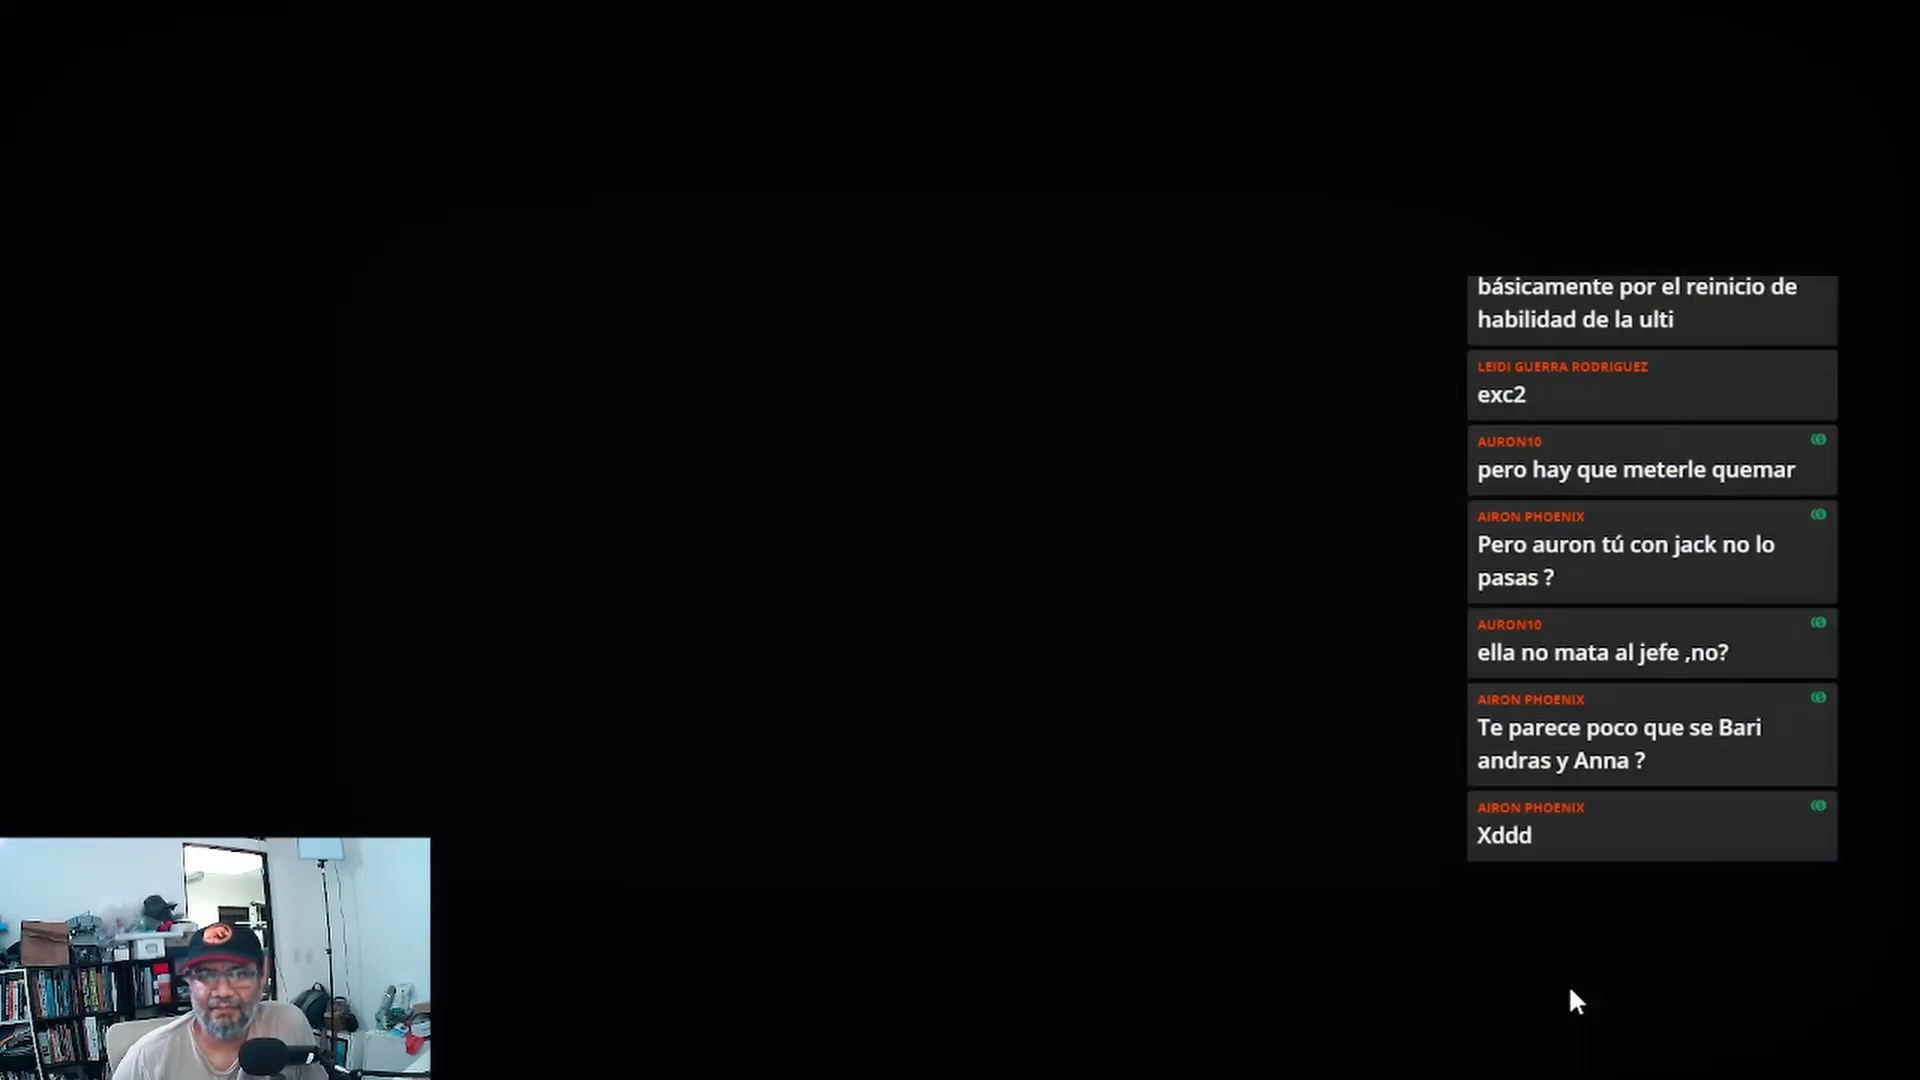 básicamente por el reinicio de
habilidad de la ulti
LEIDI GUERRA RODRIGUEZ
exc2
AURON10
pero hay que meterle quemar
AIRON PHOENIX
Pero auron tú con jack no lo
pasas ?
AURON10
ella no mata al jefe ,no?
AIRON PHOENIX
Te parece poco que se Bari
andras y Anna ?
AIRON PHOENIX
Xddd